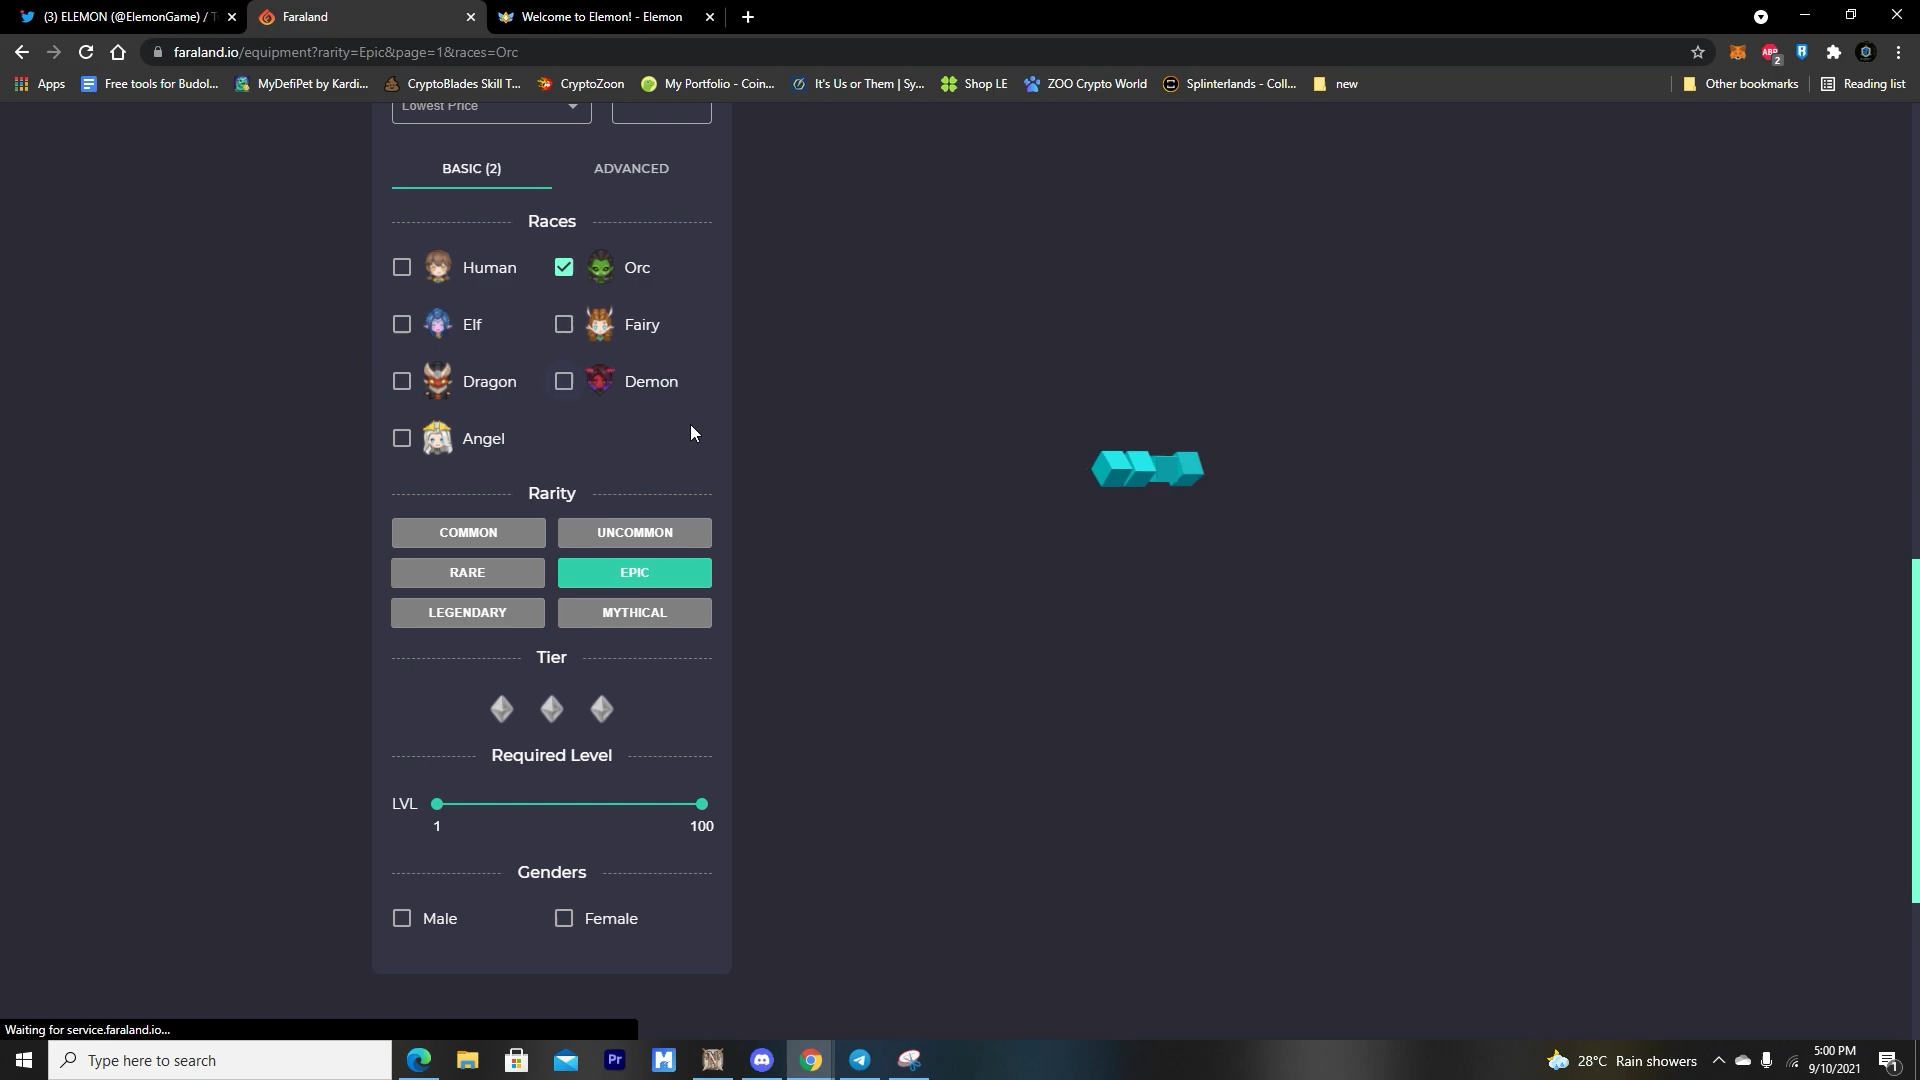 (3) ELEMON (@ElemonGame) / T
Faraland
Welcome to Elemon! - Elemon
faraland.io/equipment?rarity=Epic&page=1&races=Orc
ABP
2
Apps
Free tools for Budol...
MyDefiPet by Kardi...
CryptoBlades Skill T...
CryptoZoon
My Portfolio - Coin...
It's Us or Them | Sy...
Shop LE
ZOO Crypto World
Splinterlands - Coll...
new
Other bookmarks
Reading list
Lowest Price
BASIC (2)
ADVANCED
Races
Human
Orc
Elf
Fairy
Dragon
Demon
Angel
Rarity
COMMON
UNCOMMON
RARE
EPIC
LEGENDARY
MYTHICAL
Tier
Required Level
LVL
1
100
Genders
Male
Female
Waiting for service.faraland.io...
Type here to search
Pr
28°C Rain showers
5:00 PM
9/10/2021
1